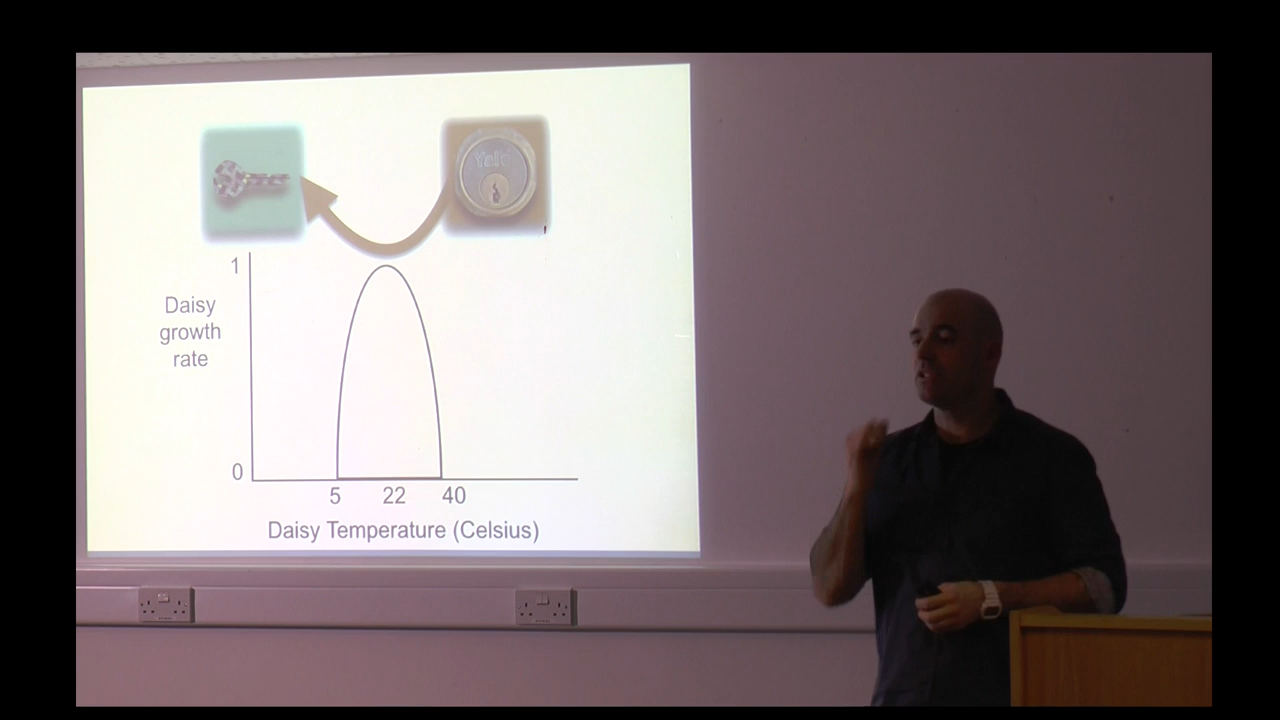 Yale
1
Daisy
growth
rate
0
5 22 40
Daisy Temperature (Celsius)